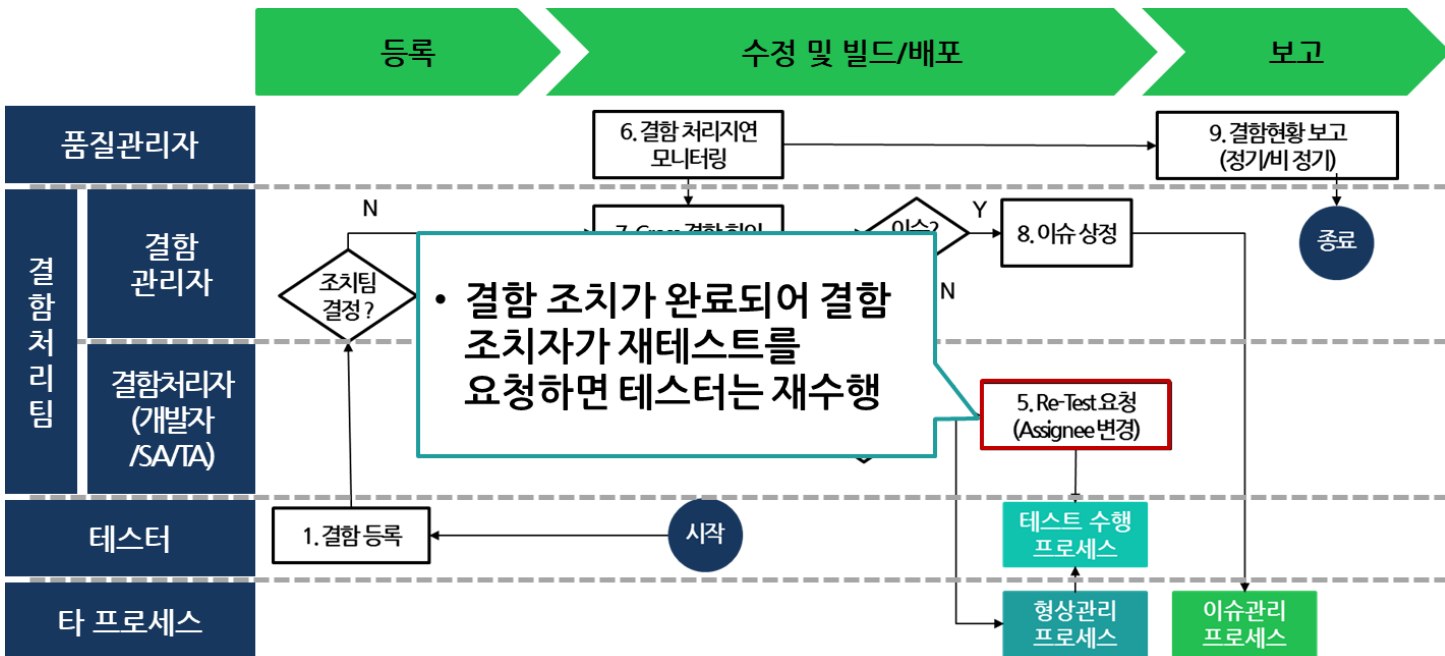 등록
수정 및 빌드/배포
보고
품질관리자
6. 결함 처리지연
모니터링
9. 결함현황 보고
(정기/비 정기)
결함처리팀
결함
관리자
N
조치팀
결정 ?
Y
8. 이슈 상정
종료
N
• 결함 조치가 완료되어 결함
조치자가 재테스트를
요청하면 테스터는 재수행
결함처리자
(개발자
/SA/TA)
5. Re-Test 요청
(Assignee 변경)
테스터
1. 결함 등록
시작
테스트 수행
프로세스
타 프로세스
형상관리
프로세스
이슈관리
프로세스